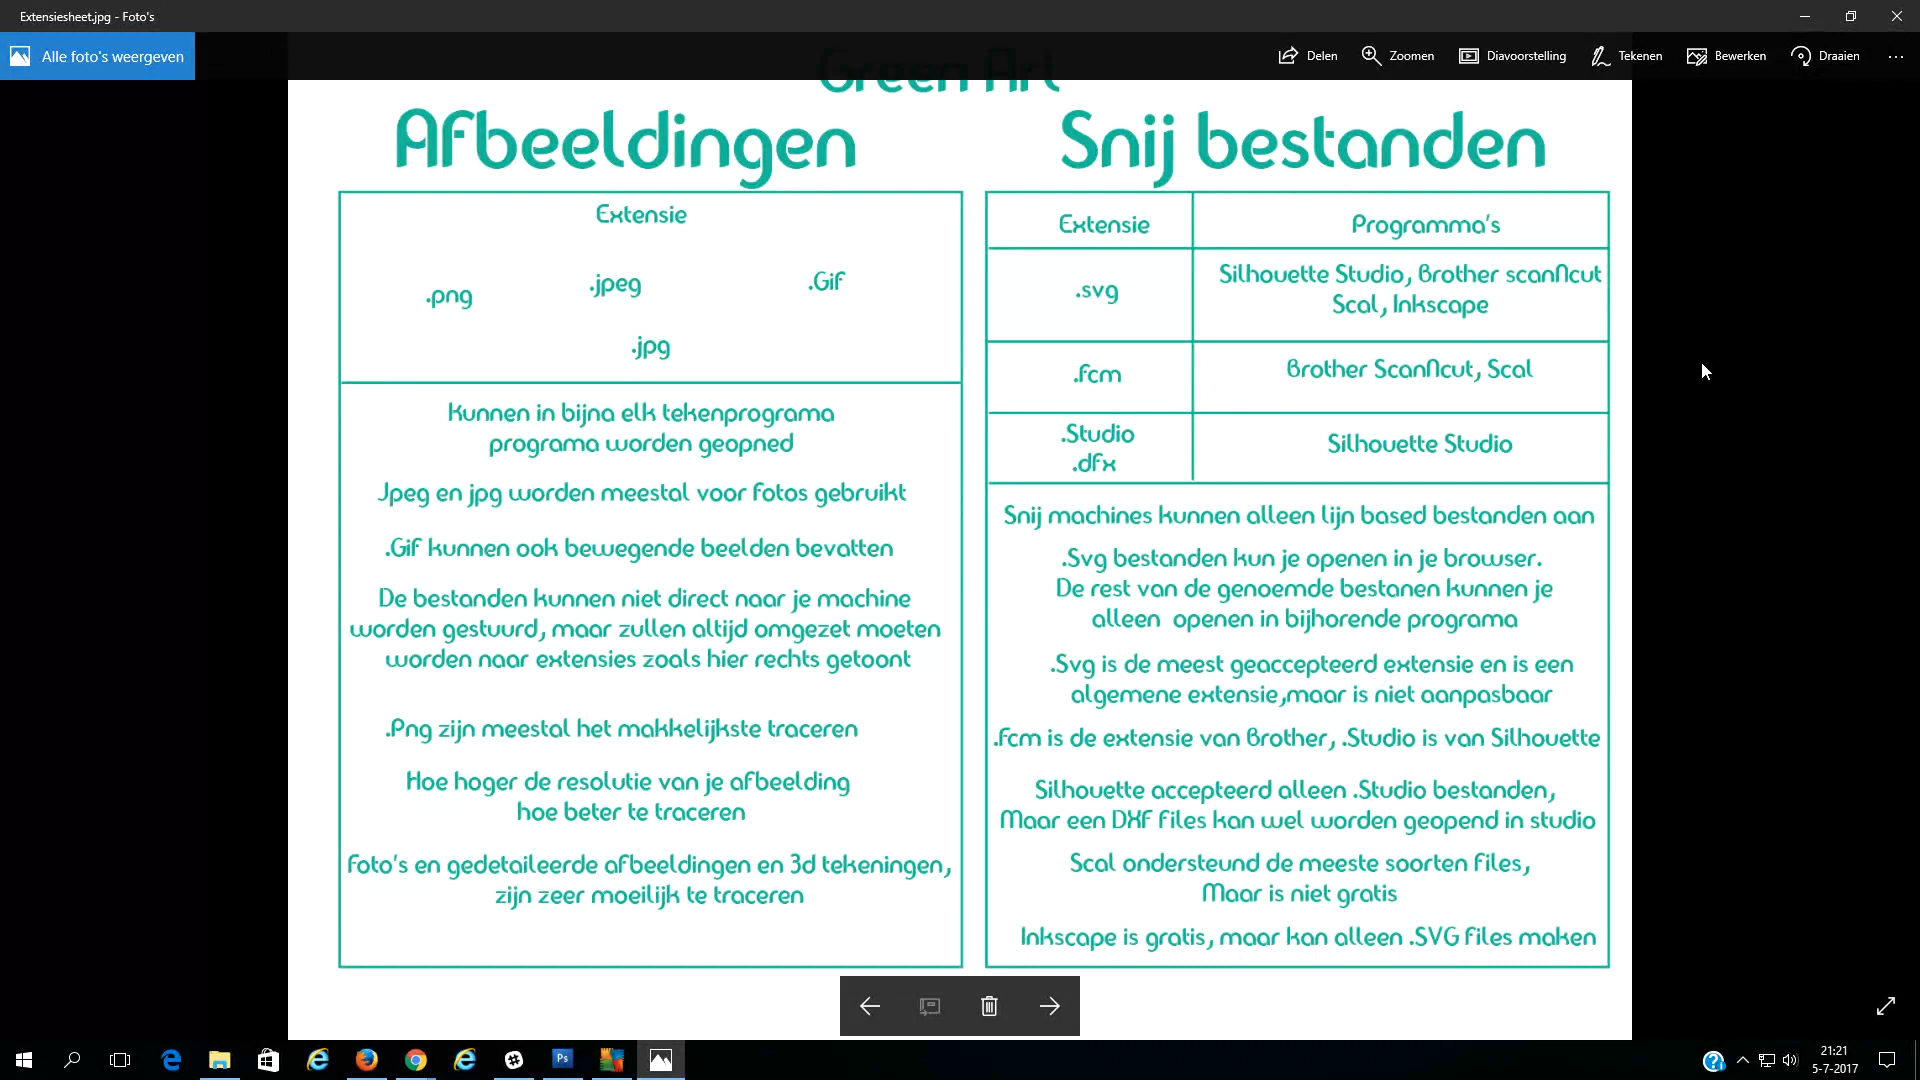 Extensiesheet.jpg - Foto's
Alle foto's weergeven
Delen
Zoomen
Diavoorstelling
Tekenen
Bewerken
Draaien
Green Art
Afbeeldingen
Extensie
.png
.jpeg
.Gif
.jpg
Kunnen in bijna elk tekenprograma
programa worden geopned
Jpeg en jpg worden meestal voor fotos gebruikt
.Gif kunnen ook bewegende beelden bevatten
De bestanden kunnen niet direct naar je machine
worden gestuurd, maar zullen altijd omgezet moeten
worden naar extensies zoals hier rechts getoont
.Png zijn meestal het makkelijkste traceren
Hoe hoger de resolutie van je afbeelding
hoe beter te traceren
Foto's en gedetaileerde afbeeldingen en 3d tekeningen,
zijn zeer moeilijk te traceren
Snij bestanden
Extensie
Programma's
.svg
Silhouette Studio, Brother scanNcut
Scal, Inkscape
.fcm
Brother ScanNcut, Scal
.Studio
.dfx
Silhouette Studio
Snij machines kunnen alleen lijn based bestanden aan
.Svg bestanden kun je openen in je browser.
De rest van de genoemde bestanen kunnen je
alleen openen in bijhorende programa
.Svg is de meest geaccepteerd extensie en is een
algemene extensie,maar is niet aanpasbaar
.Fcm is de extensie van Brother, .Studio is van Silhouette
Silhouette accepteerd alleen .Studio bestanden,
Maar een DXF files kan wel worden geopend in studio
Scal ondersteund de meeste soorten files,
Maar is niet gratis
Inkscape is gratis, maar kan alleen .SVG files maken
Ps
21:21
5-7-2017